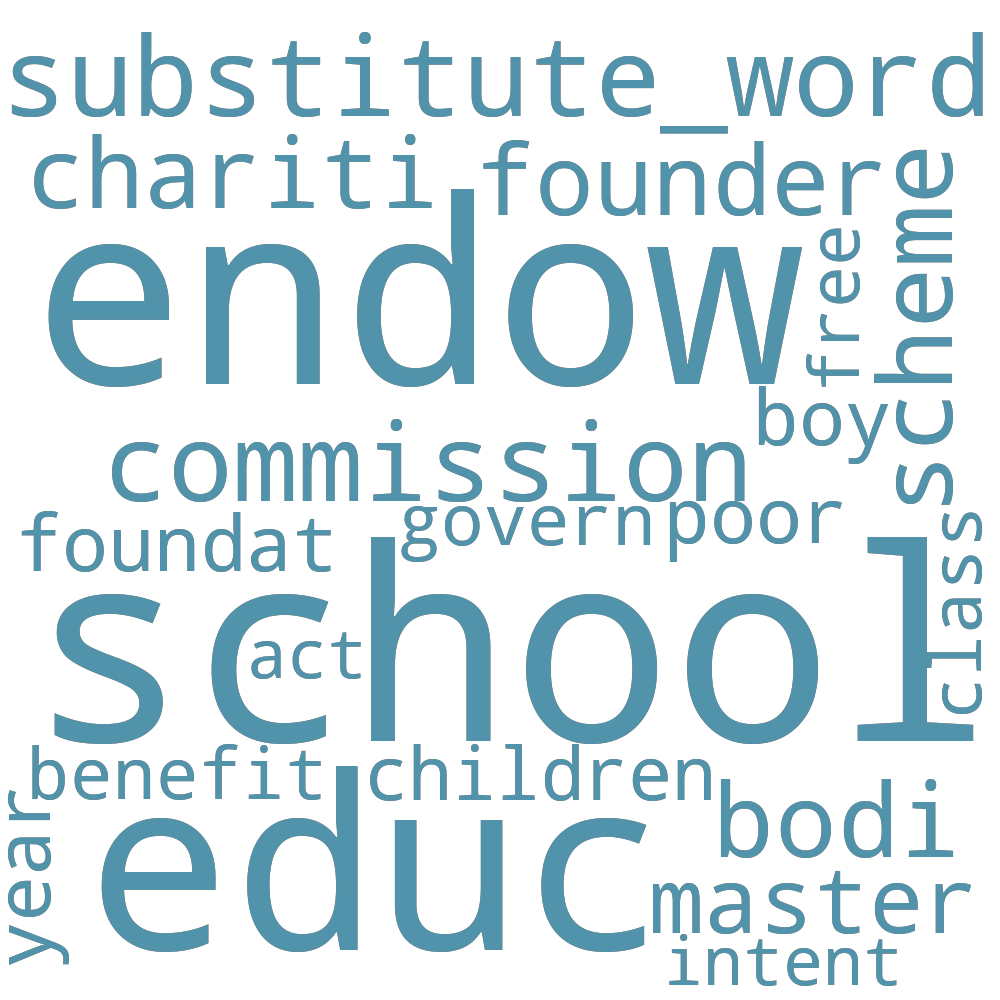 substitute_word
chariti
founder
scheme
free
endow
boy
commission
govern
poor
foundat
class
school
act
benefit
children
year
educ
bodi
master
intent